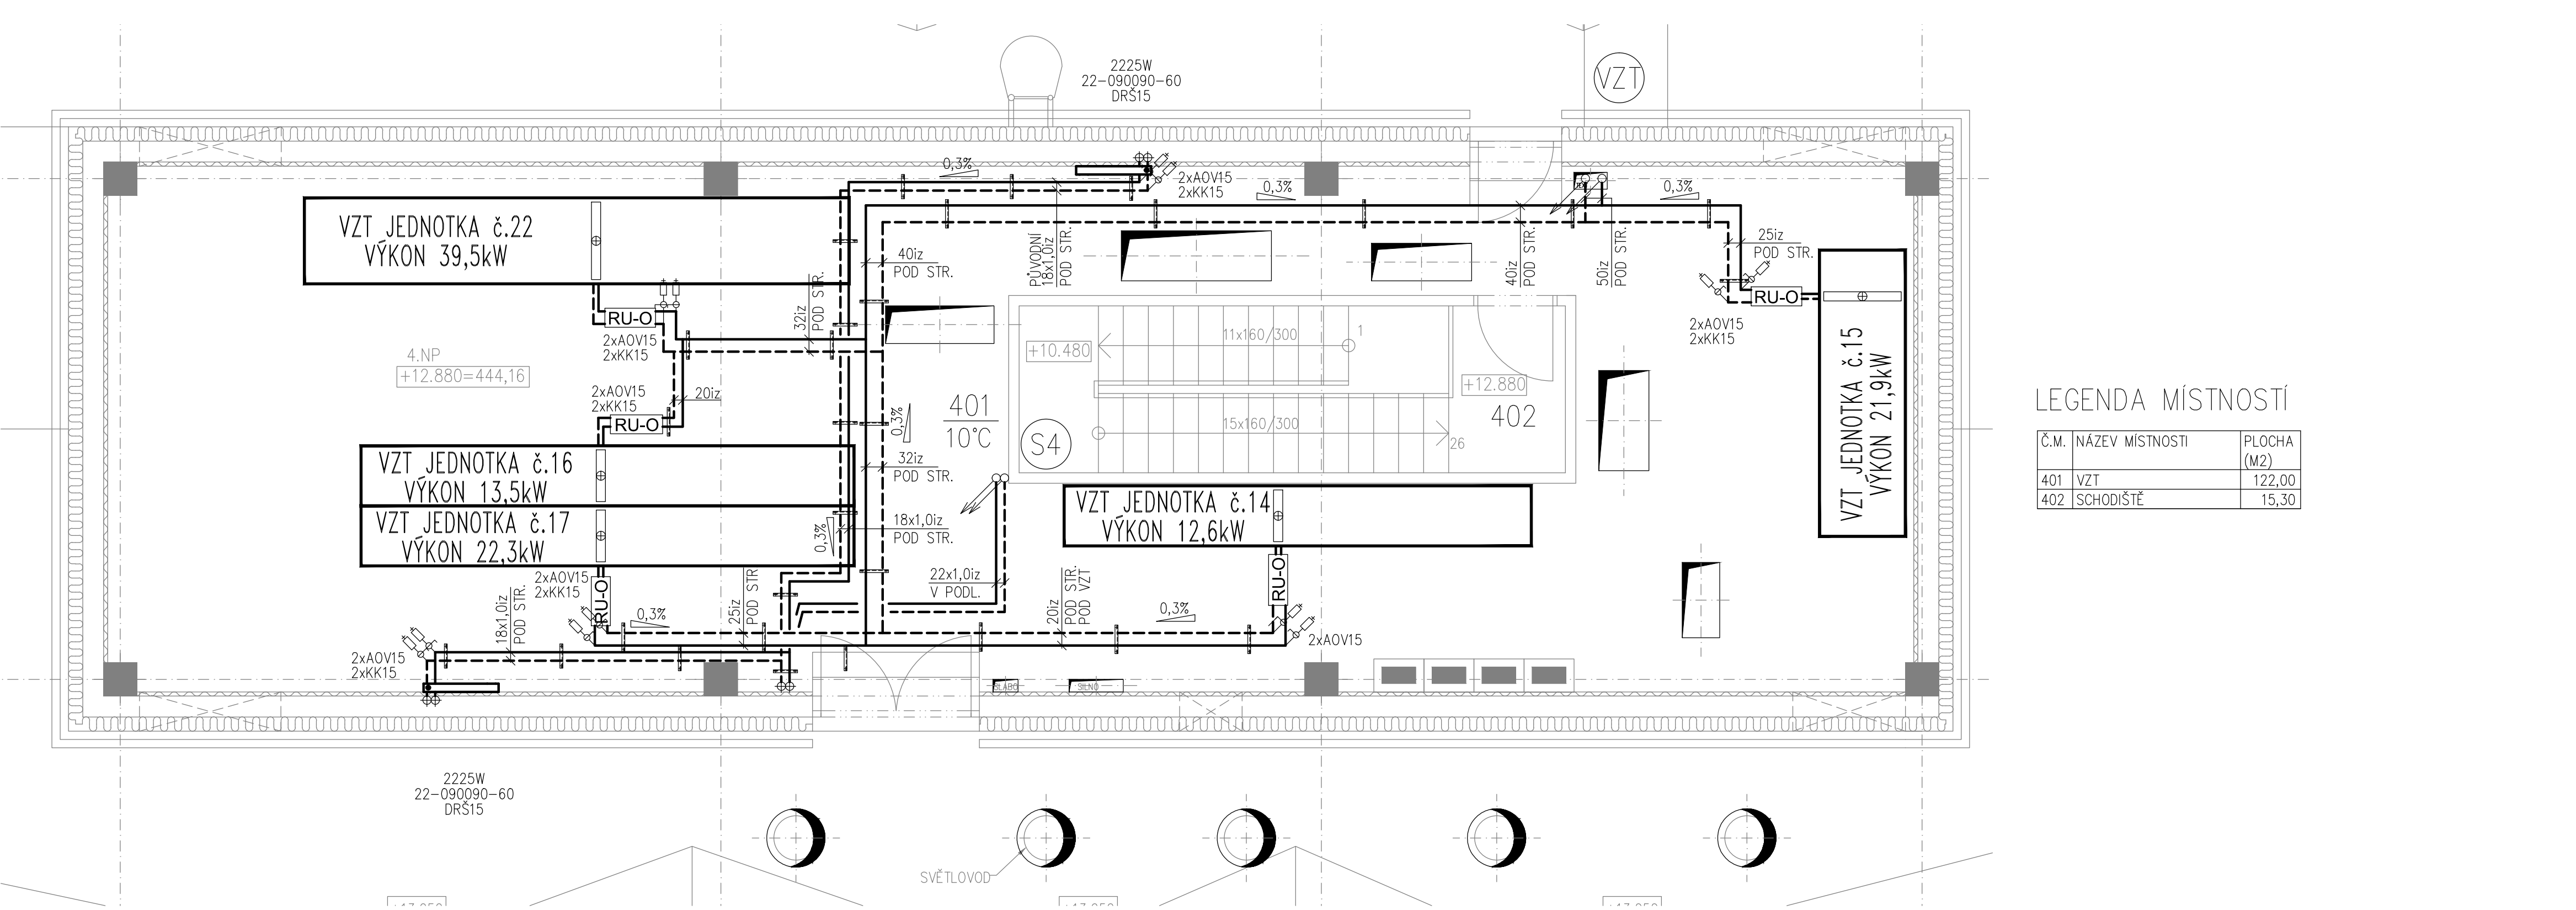 2225W
22-090090-60
DRŠ15
VZT
0,3%
2xAOV15
2xKK15
0,3%
0,3%
VZT JEDNOTKA č.22
VÝKON 39,5kW
40iz
POD STR.
PŮVODNÍ
18x1,0iz
POD STR.
40iz
POD STR.
50iz
POD STR.
25iz
POD STR.
RU-O
2xAOV15
2xKK15
32iz
POD STR.
RU-O
2xAOV15
2xKK15
4.NP
+12.880=444,16
+10.480
11x160/300
1
+12.880
402
VZT JEDNOTKA č.15
VÝKON 21,9kW
2xAOV15
2xKK15
20iz
RU-O
0,3%
401
10°C
S4
15x160/300
26
VZT JEDNOTKA č.16
VÝKON 13,5kW
32iz
POD STR.
VZT JEDNOTKA č.17
VÝKON 22,3kW
0,3%
18x1,0iz
POD STR.
VZT JEDNOTKA č.14
VÝKON 12,6kW
2xAOV15
2xKK15
RU-O
22x1,0iz
V PODL.
RU-O
18x1,0iz
POD STR.
0,3%
25iz
POD STR.
20iz
POD STR.
POD VZT
0,3%
2xAOV15
2xAOV15
2xKK15
SLABO
SILNO
2225W
22-090090-60
DRŠ15
SVĚTLOVOD
LEGENDA MÍSTNOSTÍ
Č.M. NÁZEV MÍSTNOSTI PLOCHA
(M2)
401 VZT 122,00
402 SCHODIŠTĚ 15,30